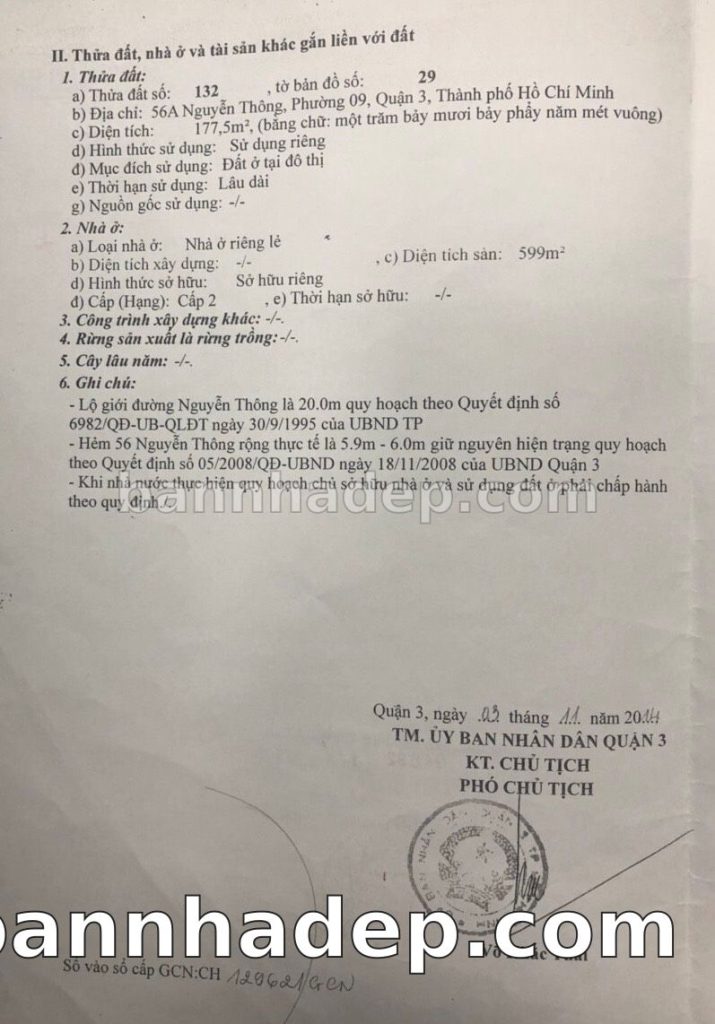 II. Thửa đất, nhà ở và tài sản khác gắn liền với đất
1. Thửa đất:
a) Thửa đất số: 132 , tờ bản đồ số: 29
b) Địa chỉ: 56A Nguyễn Thông, Phường 09, Quận 3, Thành phố Hồ Chí Minh
c) Diện tích: 177,5m², (bằng chữ: một trăm bảy mươi bảy phẩy năm mét vuông)
d) Hình thức sử dụng: Sử dụng riêng
đ) Mục đích sử dụng: Đất ở tại đô thị
e) Thời hạn sử dụng: Lâu dài
g) Nguồn gốc sử dụng: -/-
2. Nhà ở:
a) Loại nhà ở: Nhà ở riêng lẻ
b) Diện tích xây dựng: -/- , c) Diện tích sàn: 599m²
d) Hình thức sở hữu: Sở hữu riêng
đ) Cấp (Hạng): Cấp 2 , e) Thời hạn sở hữu: -/-
3. Công trình xây dựng khác: -/-.
4. Rừng sản xuất là rừng trồng: -/-.
5. Cây lâu năm: -/-.
6. Ghi chú:
- Lộ giới đường Nguyễn Thông là 20.0m quy hoạch theo Quyết định số
6982/QĐ-UB-QLĐT ngày 30/9/1995 của UBND TP
- Hẻm 56 Nguyễn Thông rộng thực tế là 5.9m - 6.0m giữ nguyên hiện trạng quy hoạch
theo Quyết định số 05/2008/QĐ-UBND ngày 18/11/2008 của UBND Quận 3
- Khi nhà nước thực hiện quy hoạch chủ sở hữu nhà ở và sử dụng đất ở phải chấp hành
theo quy định./.
bannhadep.com
Quận 3, ngày 03 tháng 11 năm 2014
TM. ỦY BAN NHÂN DÂN QUẬN 3
KT. CHỦ TỊCH
PHÓ CHỦ TỊCH
bannhadep.com
Số vào sổ cấp GCN:CH 129621/GCN